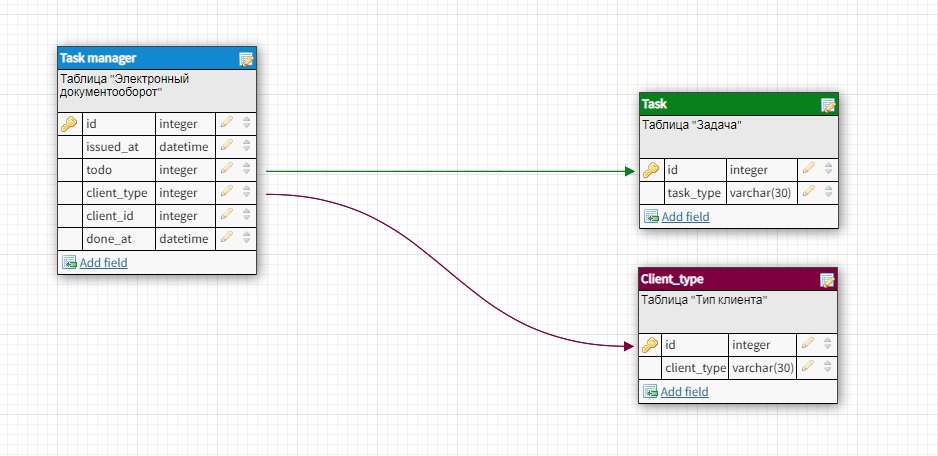 Task manager
Таблица "Электронный
документооборот"
id integer
issued_at datetime
todo integer
client_type integer
client_id integer
done_at datetime
Add field
Task
Таблица "Задача"
id integer
task_type varchar(30)
Add field
Client_type
Таблица "Тип клиента"
id integer
client_type varchar(30)
Add field